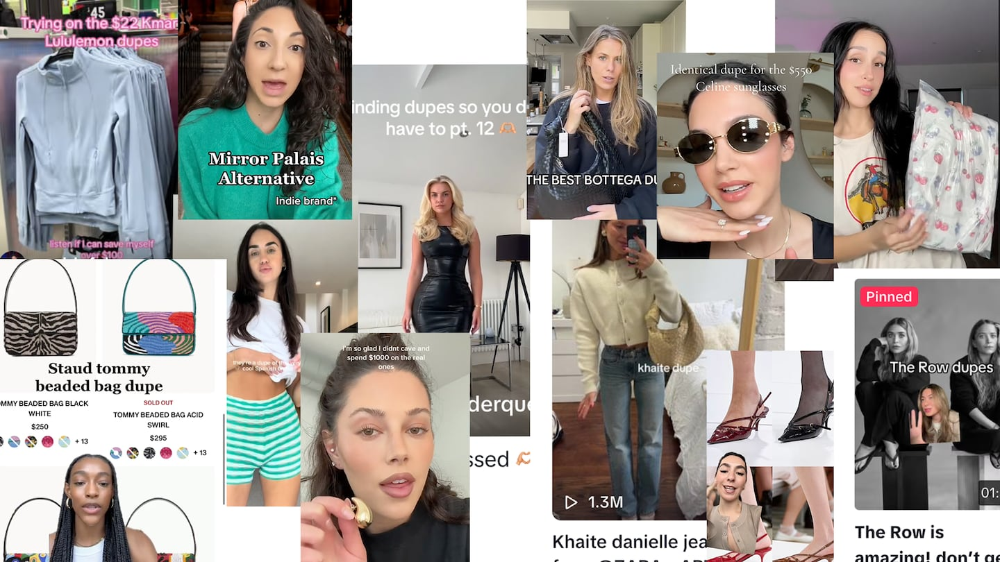 45
Trying on the $22 Kmar
Lululemon dupes
listen if I can save myself
over $100
Mirror Palais
Alternative
Indie brand*
inding dupes so you d
have to pt. 12 🫶🏼
THE BEST BOTTEGA DU
Identical dupe for the $550
Celine sunglasses
Staud tommy
beaded bag dupe
OMMY BEADED BAG BLACK
WHITE
$250
+ 13
SOLD OUT
TOMMY BEADED BAG ACID
SWIRL
$295
+ 13
they're a dupe of the very
cool Spanish
i'm so glad I didnt cave and
spend $1000 on the real
ones
derque
ssed 🫶🏼
khaite dupe
1.3M
Khaite danielle jea
Pinned
The Row dupes
01:
The Row is
amazing! don't ge